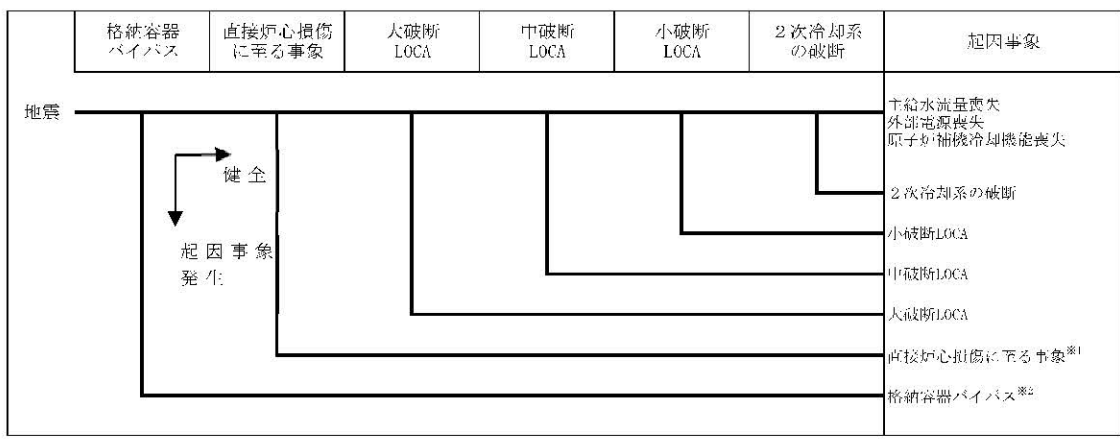 格納容器
バイパス
直接炉心損傷
に至る事象
大破断
LOCA
中破断
LOCA
小破断
LOCA
2次冷却系
の破断
起因事象
地震
健全
起因事象
発生
主給水流量喪失
外部電源喪失
原子炉補機冷却機能喪失
2次冷却系の破断
小破断LOCA
中破断LOCA
大破断LOCA
直接炉心損傷に至る事象※1
格納容器バイパス※2